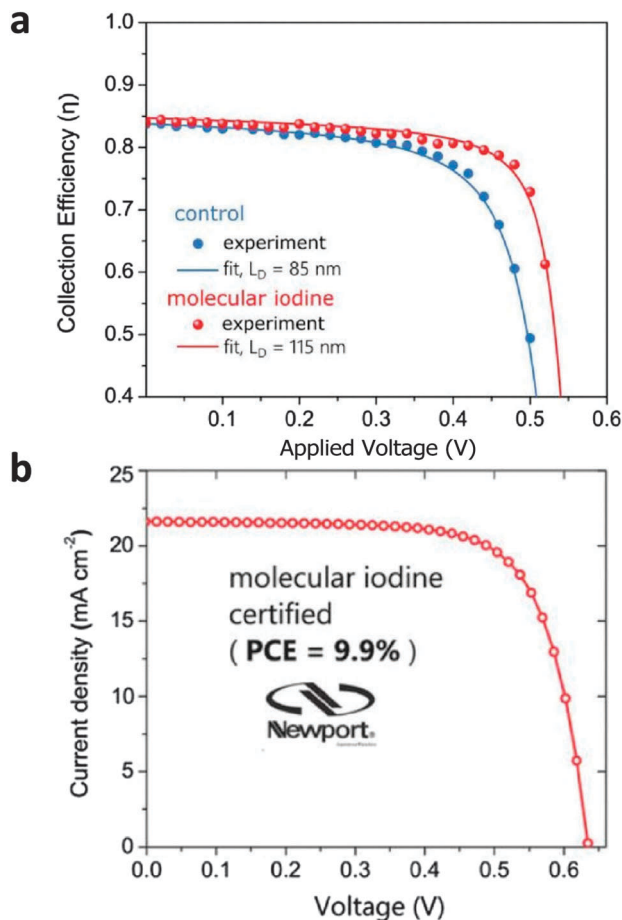 a
Collection Efficiency (η)
1.0
0.9
0.8
0.7
0.6
0.5
0.4
control
experiment
fit, L_D = 85 nm
molecular iodine
experiment
fit, L_D = 115 nm
0.1
0.2
0.3
0.4
0.5
0.6
Applied Voltage (V)
b
Current density (mA cm⁻²)
25
20
15
10
5
0
molecular iodine
certified
( PCE = 9.9% )
Newport®
0.0
0.1
0.2
0.3
0.4
0.5
0.6
Voltage (V)